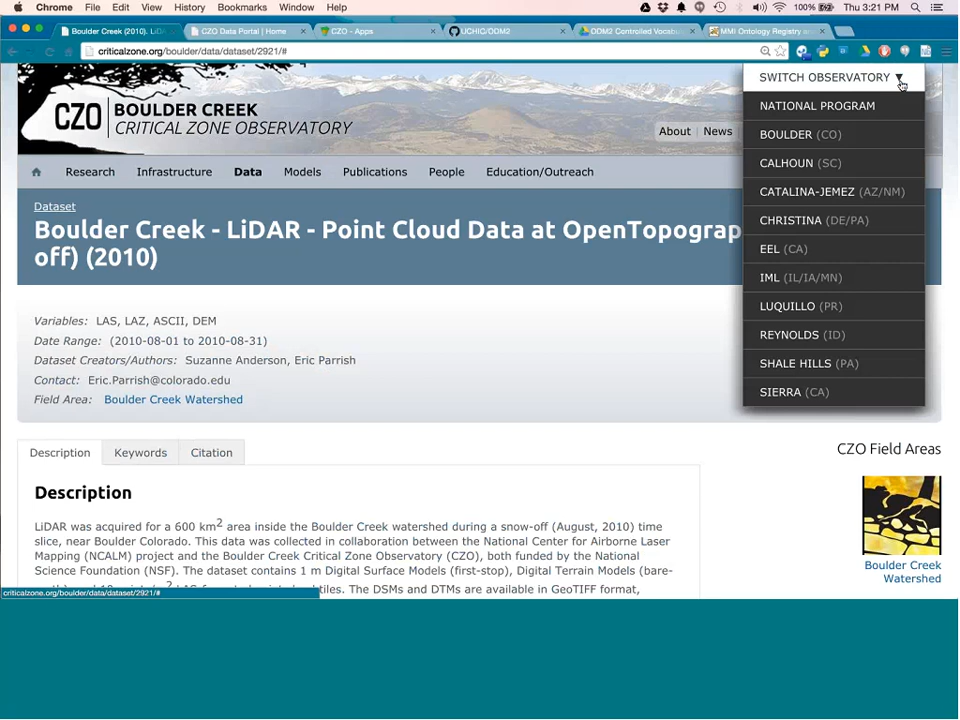 Chrome File Edit View History Bookmarks Window Help 100% Thu 3:21 PM
Boulder Creek (2010). LiD
CZO Data Portal | Home
CZO - Apps
UCHIC/ODM2
ODM2 Controlled Vocabu
MMI Ontology Registry an
criticalzone.org/boulder/data/dataset/2921/#
SWITCH OBSERVATORY
NATIONAL PROGRAM
BOULDER (CO)
CALHOUN (SC)
CATALINA-JEMEZ (AZ/NM)
CHRISTINA (DE/PA)
EEL (CA)
IML (IL/IA/MN)
LUQUILLO (PR)
REYNOLDS (ID)
SHALE HILLS (PA)
SIERRA (CA)
CZO BOULDER CREEK
CRITICAL ZONE OBSERVATORY
About | News
Research Infrastructure Data Models Publications People Education/Outreach
Dataset
Boulder Creek - LiDAR - Point Cloud Data at OpenTopograp
off) (2010)
Variables: LAS, LAZ, ASCII, DEM
Date Range: (2010-08-01 to 2010-08-31)
Dataset Creators/Authors: Suzanne Anderson, Eric Parrish
Contact: Eric.Parrish@colorado.edu
Field Area: Boulder Creek Watershed
Description Keywords Citation
Description
LiDAR was acquired for a 600 km2 area inside the Boulder Creek watershed during a snow-off (August, 2010) time
slice, near Boulder Colorado. This data was collected in collaboration between the National Center for Airborne Laser
Mapping (NCALM) project and the Boulder Creek Critical Zone Observatory (CZO), both funded by the National
Science Foundation (NSF). The dataset contains 1 m Digital Surface Models (first-stop), Digital Terrain Models (bare-
tiles. The DSMs and DTMs are available in GeoTIFF format,
CZO Field Areas
Boulder Creek
Watershed
criticalzone.org/boulder/data/dataset/2921/#